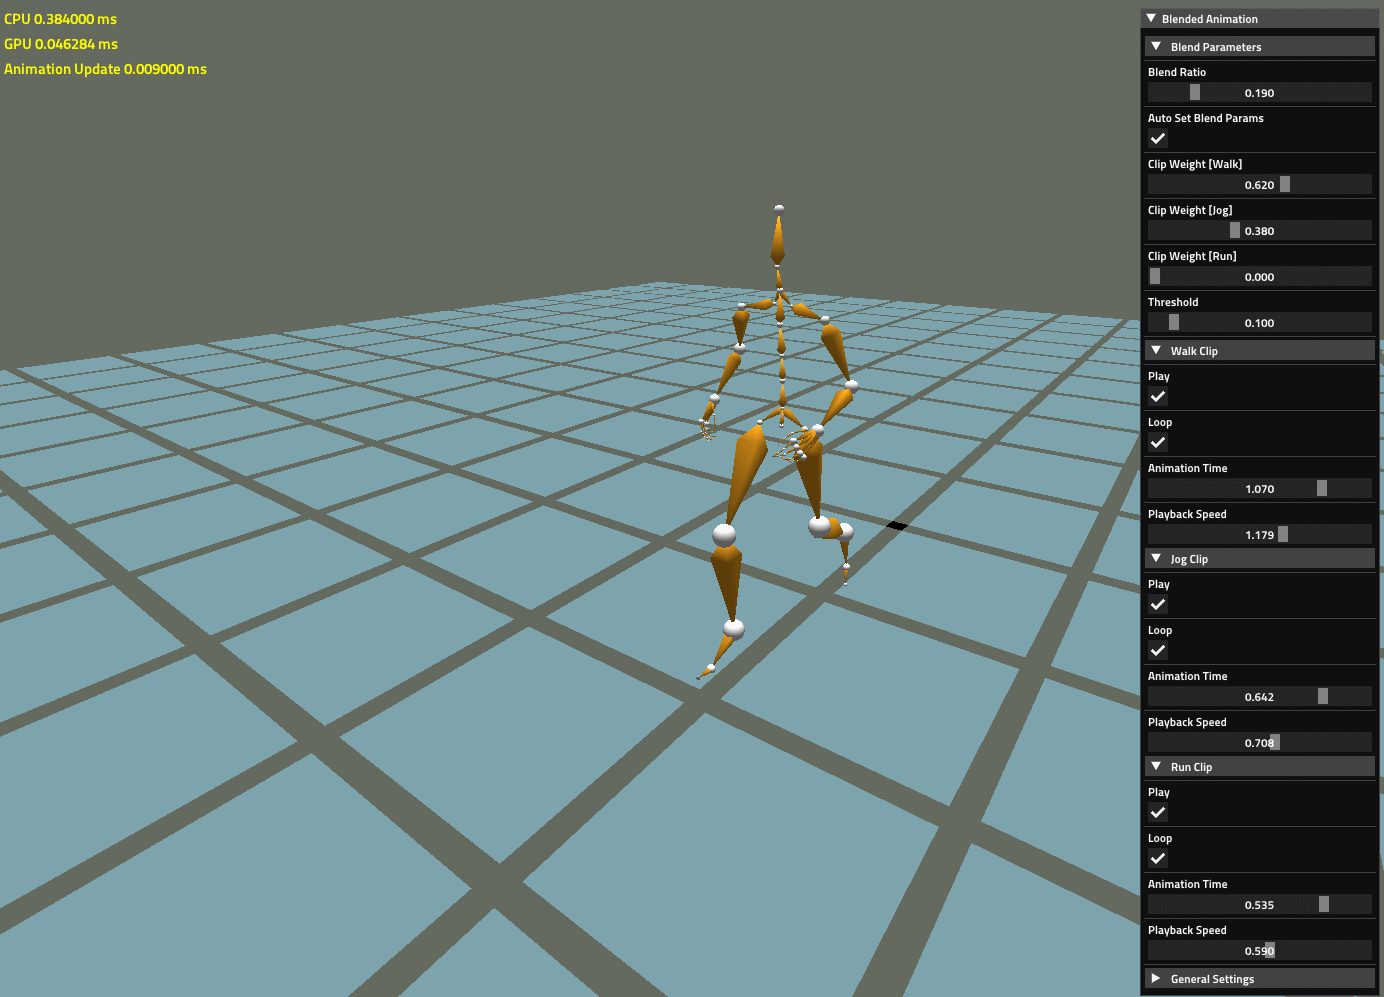 CPU 0.384000 ms
GPU 0.046284 ms
Animation Update 0.009000 ms
Blended Animation
Blend Parameters
Blend Ratio
0.190
Auto Set Blend Params
Clip Weight [Walk]
0.620
Clip Weight [Jog]
0.380
Clip Weight [Run]
0.000
Threshold
0.100
Walk Clip
Play
Loop
Animation Time
1.070
Playback Speed
1.179
Jog Clip
Play
Loop
Animation Time
0.642
Playback Speed
0.708
Run Clip
Play
Loop
Animation Time
0.535
Playback Speed
0.590
General Settings